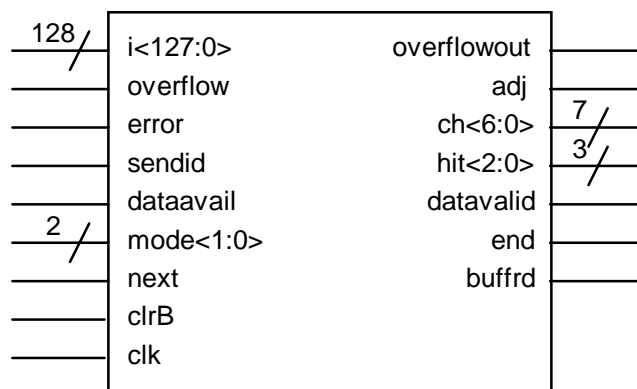 128 i<127:0> overflowout
overflow adj
error ch<6:0> 7
sendid hit<2:0> 3
dataavail datavalid
2 mode<1:0> end
next buffrd
clrB
clk